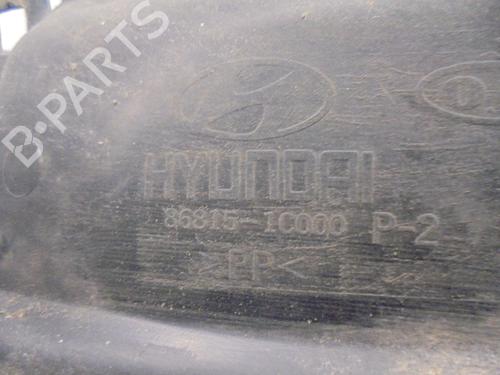 B-PARTS
HYUNDAI
86815-1C000 P-2
>PP<